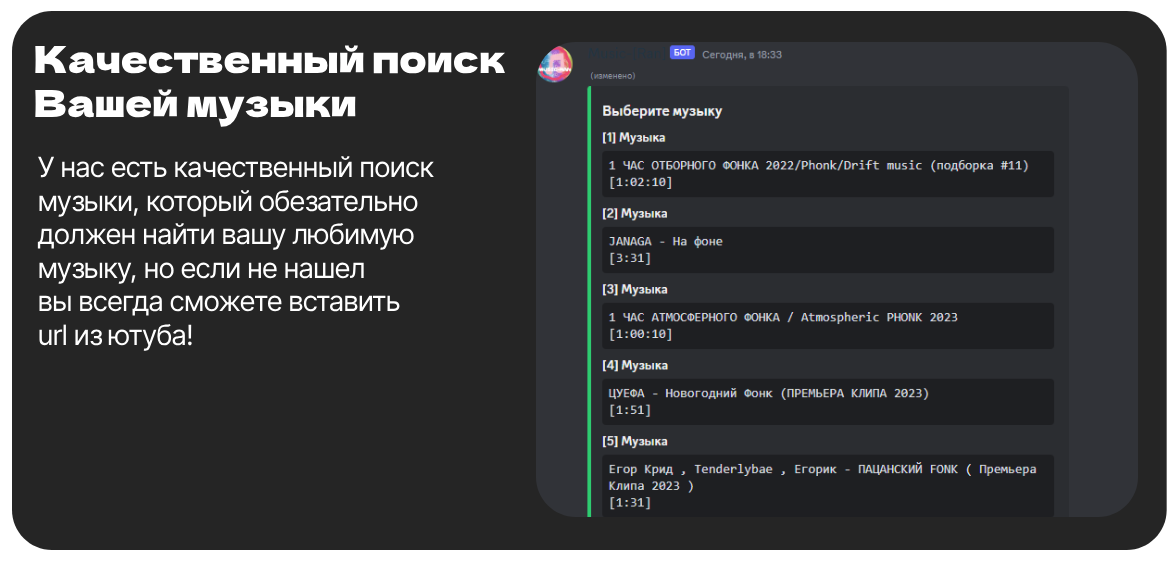 Качественный поиск
Вашей музыки
У нас есть качественный поиск
музыки, который обезательно
должен найти вашу любимую
музыку, но если не нашел
вы всегда сможете вставить
url из ютуба!
БОТ Сегодня, в 18:33
(изменено)
Выберите музыку
[1] Музыка
1 ЧАС ОТБОРНОГО ФОНКА 2022/Phonk/Drift music (подборка #11)
[1:02:10]
[2] Музыка
JANAGA - На фоне
[3:31]
[3] Музыка
1 ЧАС АТМОСФЕРНОГО ФОНКА / Atmospheric PHONK 2023
[1:00:10]
[4] Музыка
ЦУЕФА - Новогодний Фонк (ПРЕМЬЕРА КЛИПА 2023)
[1:51]
[5] Музыка
Егор Крид , Tenderlybae , Егорик - ПАЦАНСКИЙ FONK ( Премьера
Клипа 2023 )
[1:31]